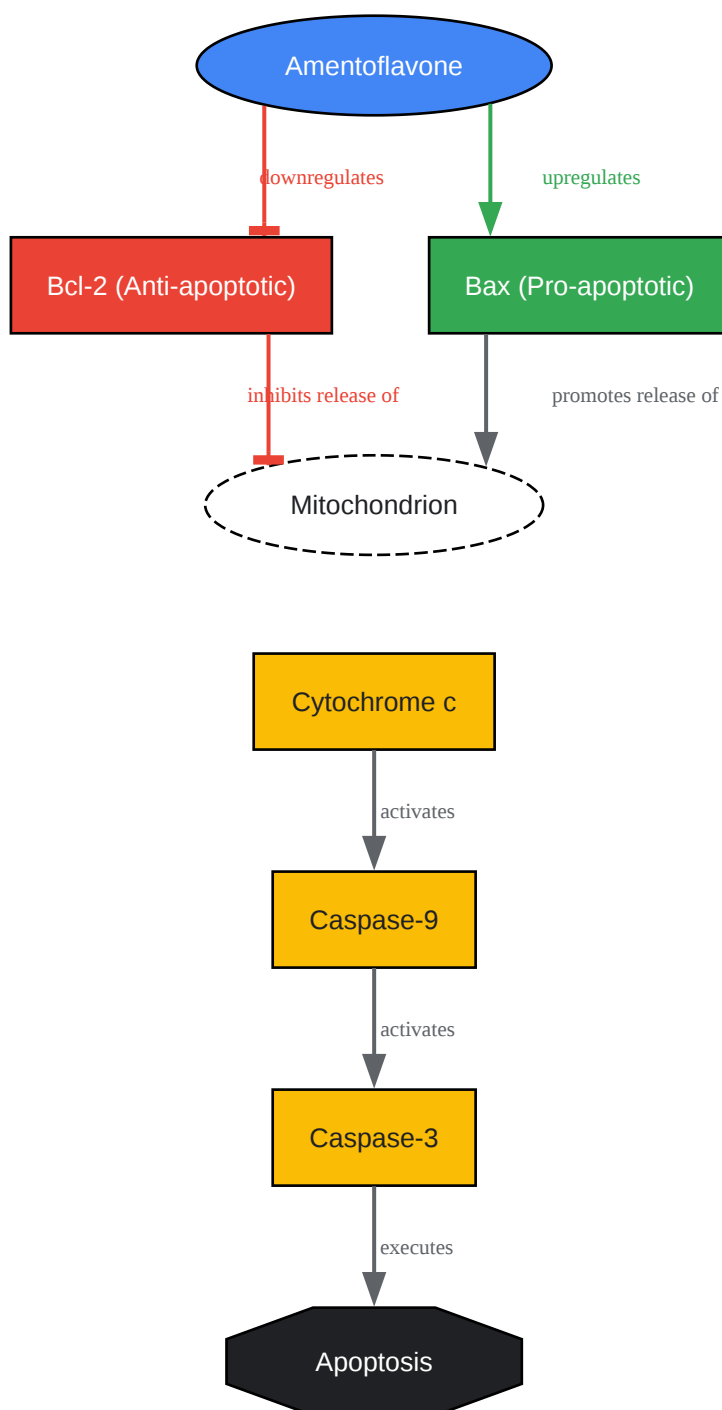 Amentoflavone
downregulates
upregulates
Bcl-2 (Anti-apoptotic)
Bax (Pro-apoptotic)
inhibits release of
promotes release of
Mitochondrion
Cytochrome c
activates
Caspase-9
activates
Caspase-3
executes
Apoptosis